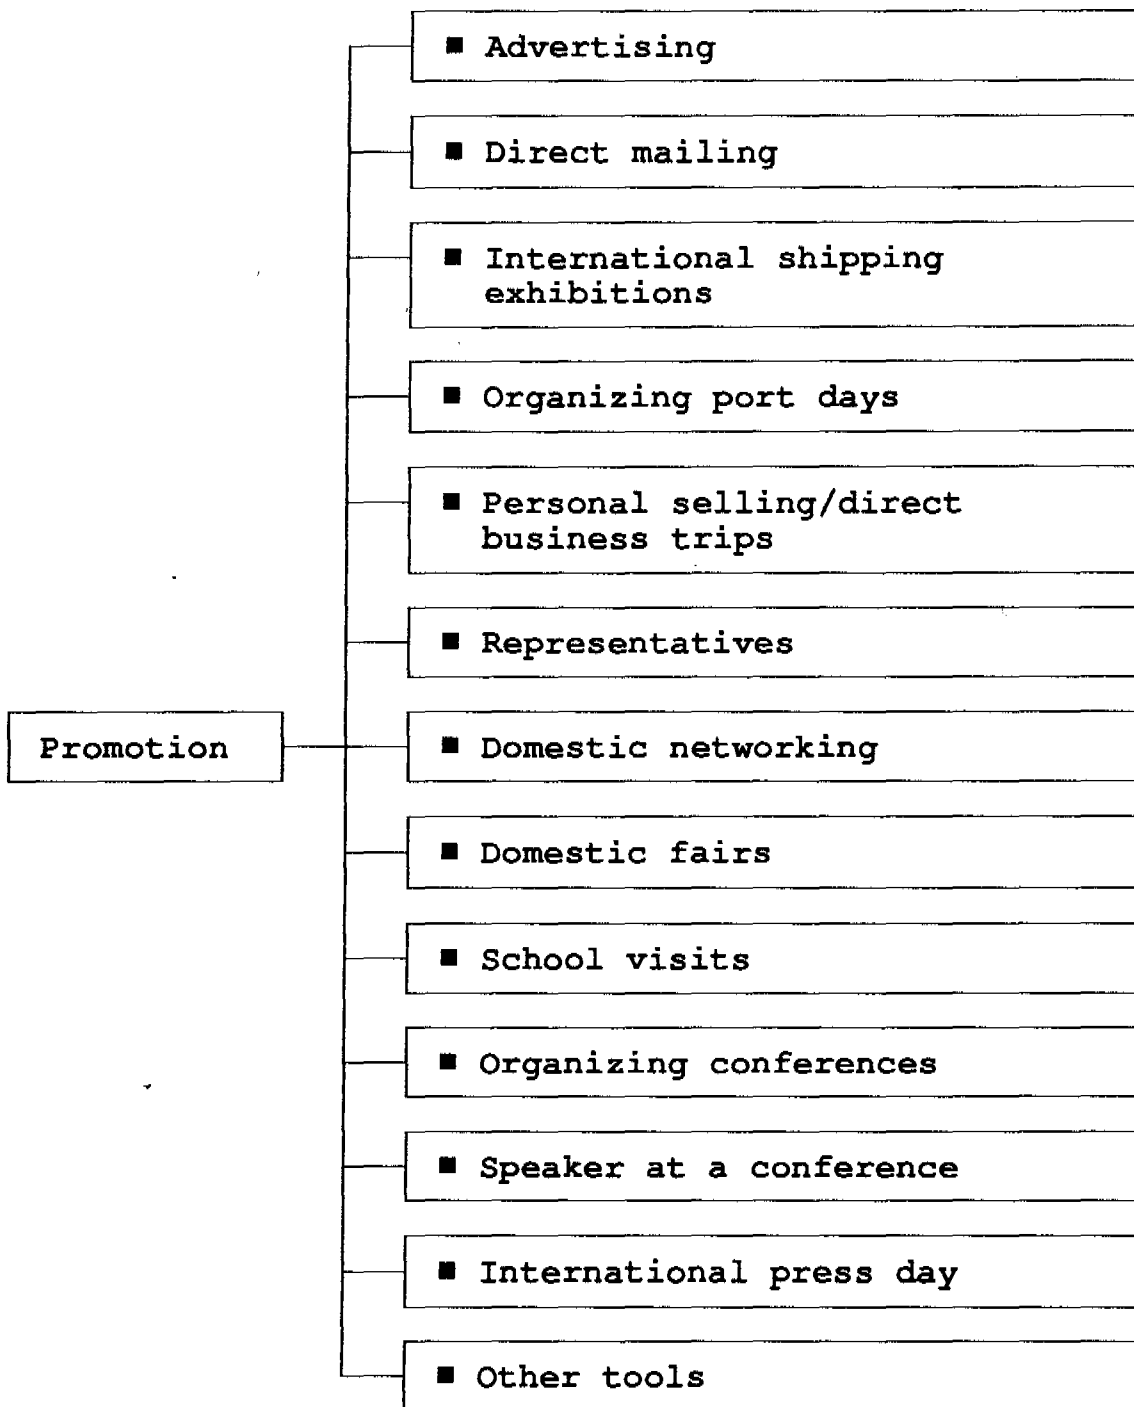 ■ Advertising
■ Direct mailing
■ International shipping
exhibitions
■ Organizing port days
■ Personal selling/direct
business trips
■ Representatives
Promotion
■ Domestic networking
■ Domestic fairs
■ School visits
■ Organizing conferences
■ Speaker at a conference
■ International press day
■ Other tools